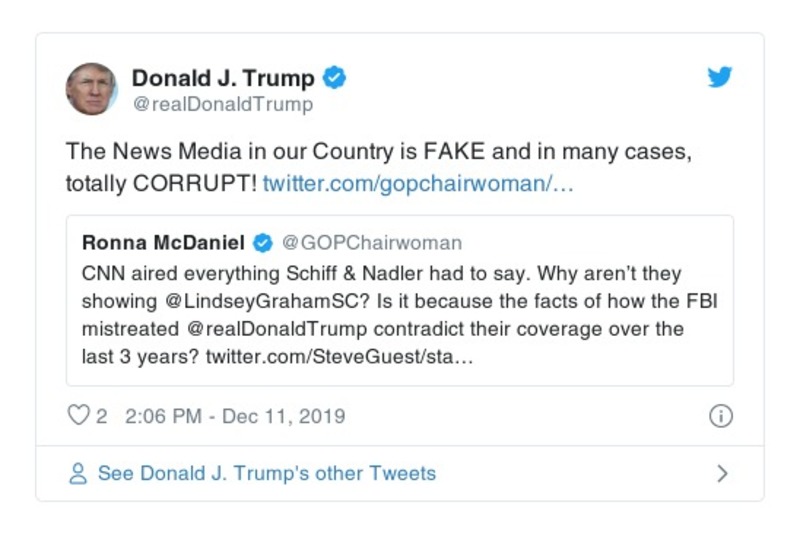 Donald J. Trump
@realDonaldTrump
The News Media in our Country is FAKE and in many cases,
totally CORRUPT! twitter.com/gopchairwoman/…
Ronna McDaniel @GOPChairwoman
CNN aired everything Schiff & Nadler had to say. Why aren’t they
showing @LindseyGrahamSC? Is it because the facts of how the FBI
mistreated @realDonaldTrump contradict their coverage over the
last 3 years? twitter.com/SteveGuest/sta…
2 2:06 PM - Dec 11, 2019
See Donald J. Trump's other Tweets